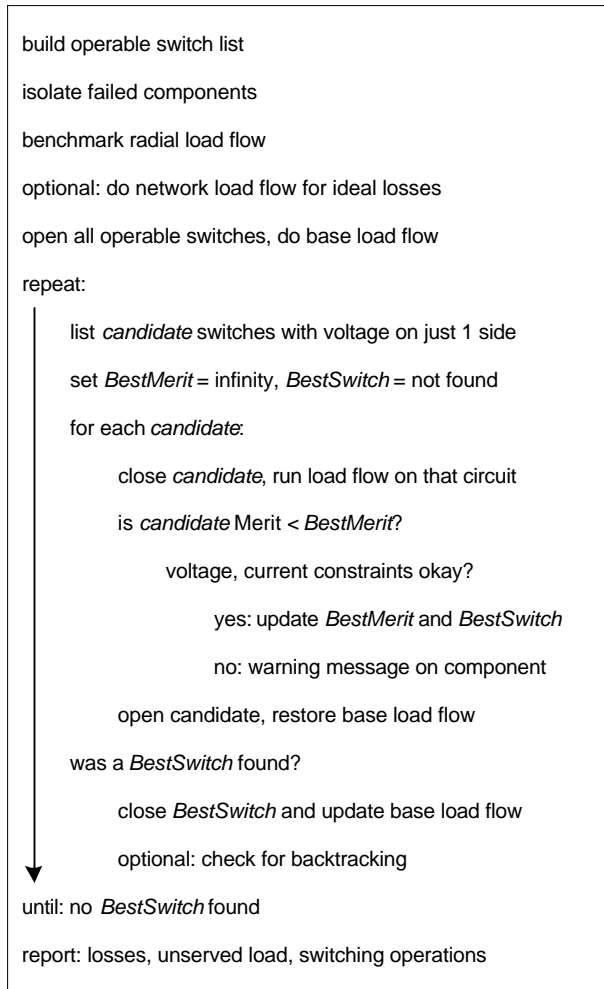 build operable switch list
isolate failed components
benchmark radial load flow
optional: do network load flow for ideal losses
open all operable switches, do base load flow
repeat:
list candidate switches with voltage on just 1 side
set BestMerit = infinity, BestSwitch = not found
for each candidate:
close candidate, run load flow on that circuit
is candidate Merit < BestMerit?
voltage, current constraints okay?
yes: update BestMerit and BestSwitch
no: warning message on component
open candidate, restore base load flow
was a BestSwitch found?
close BestSwitch and update base load flow
optional: check for backtracking
until: no BestSwitch found
report: losses, unserved load, switching operations